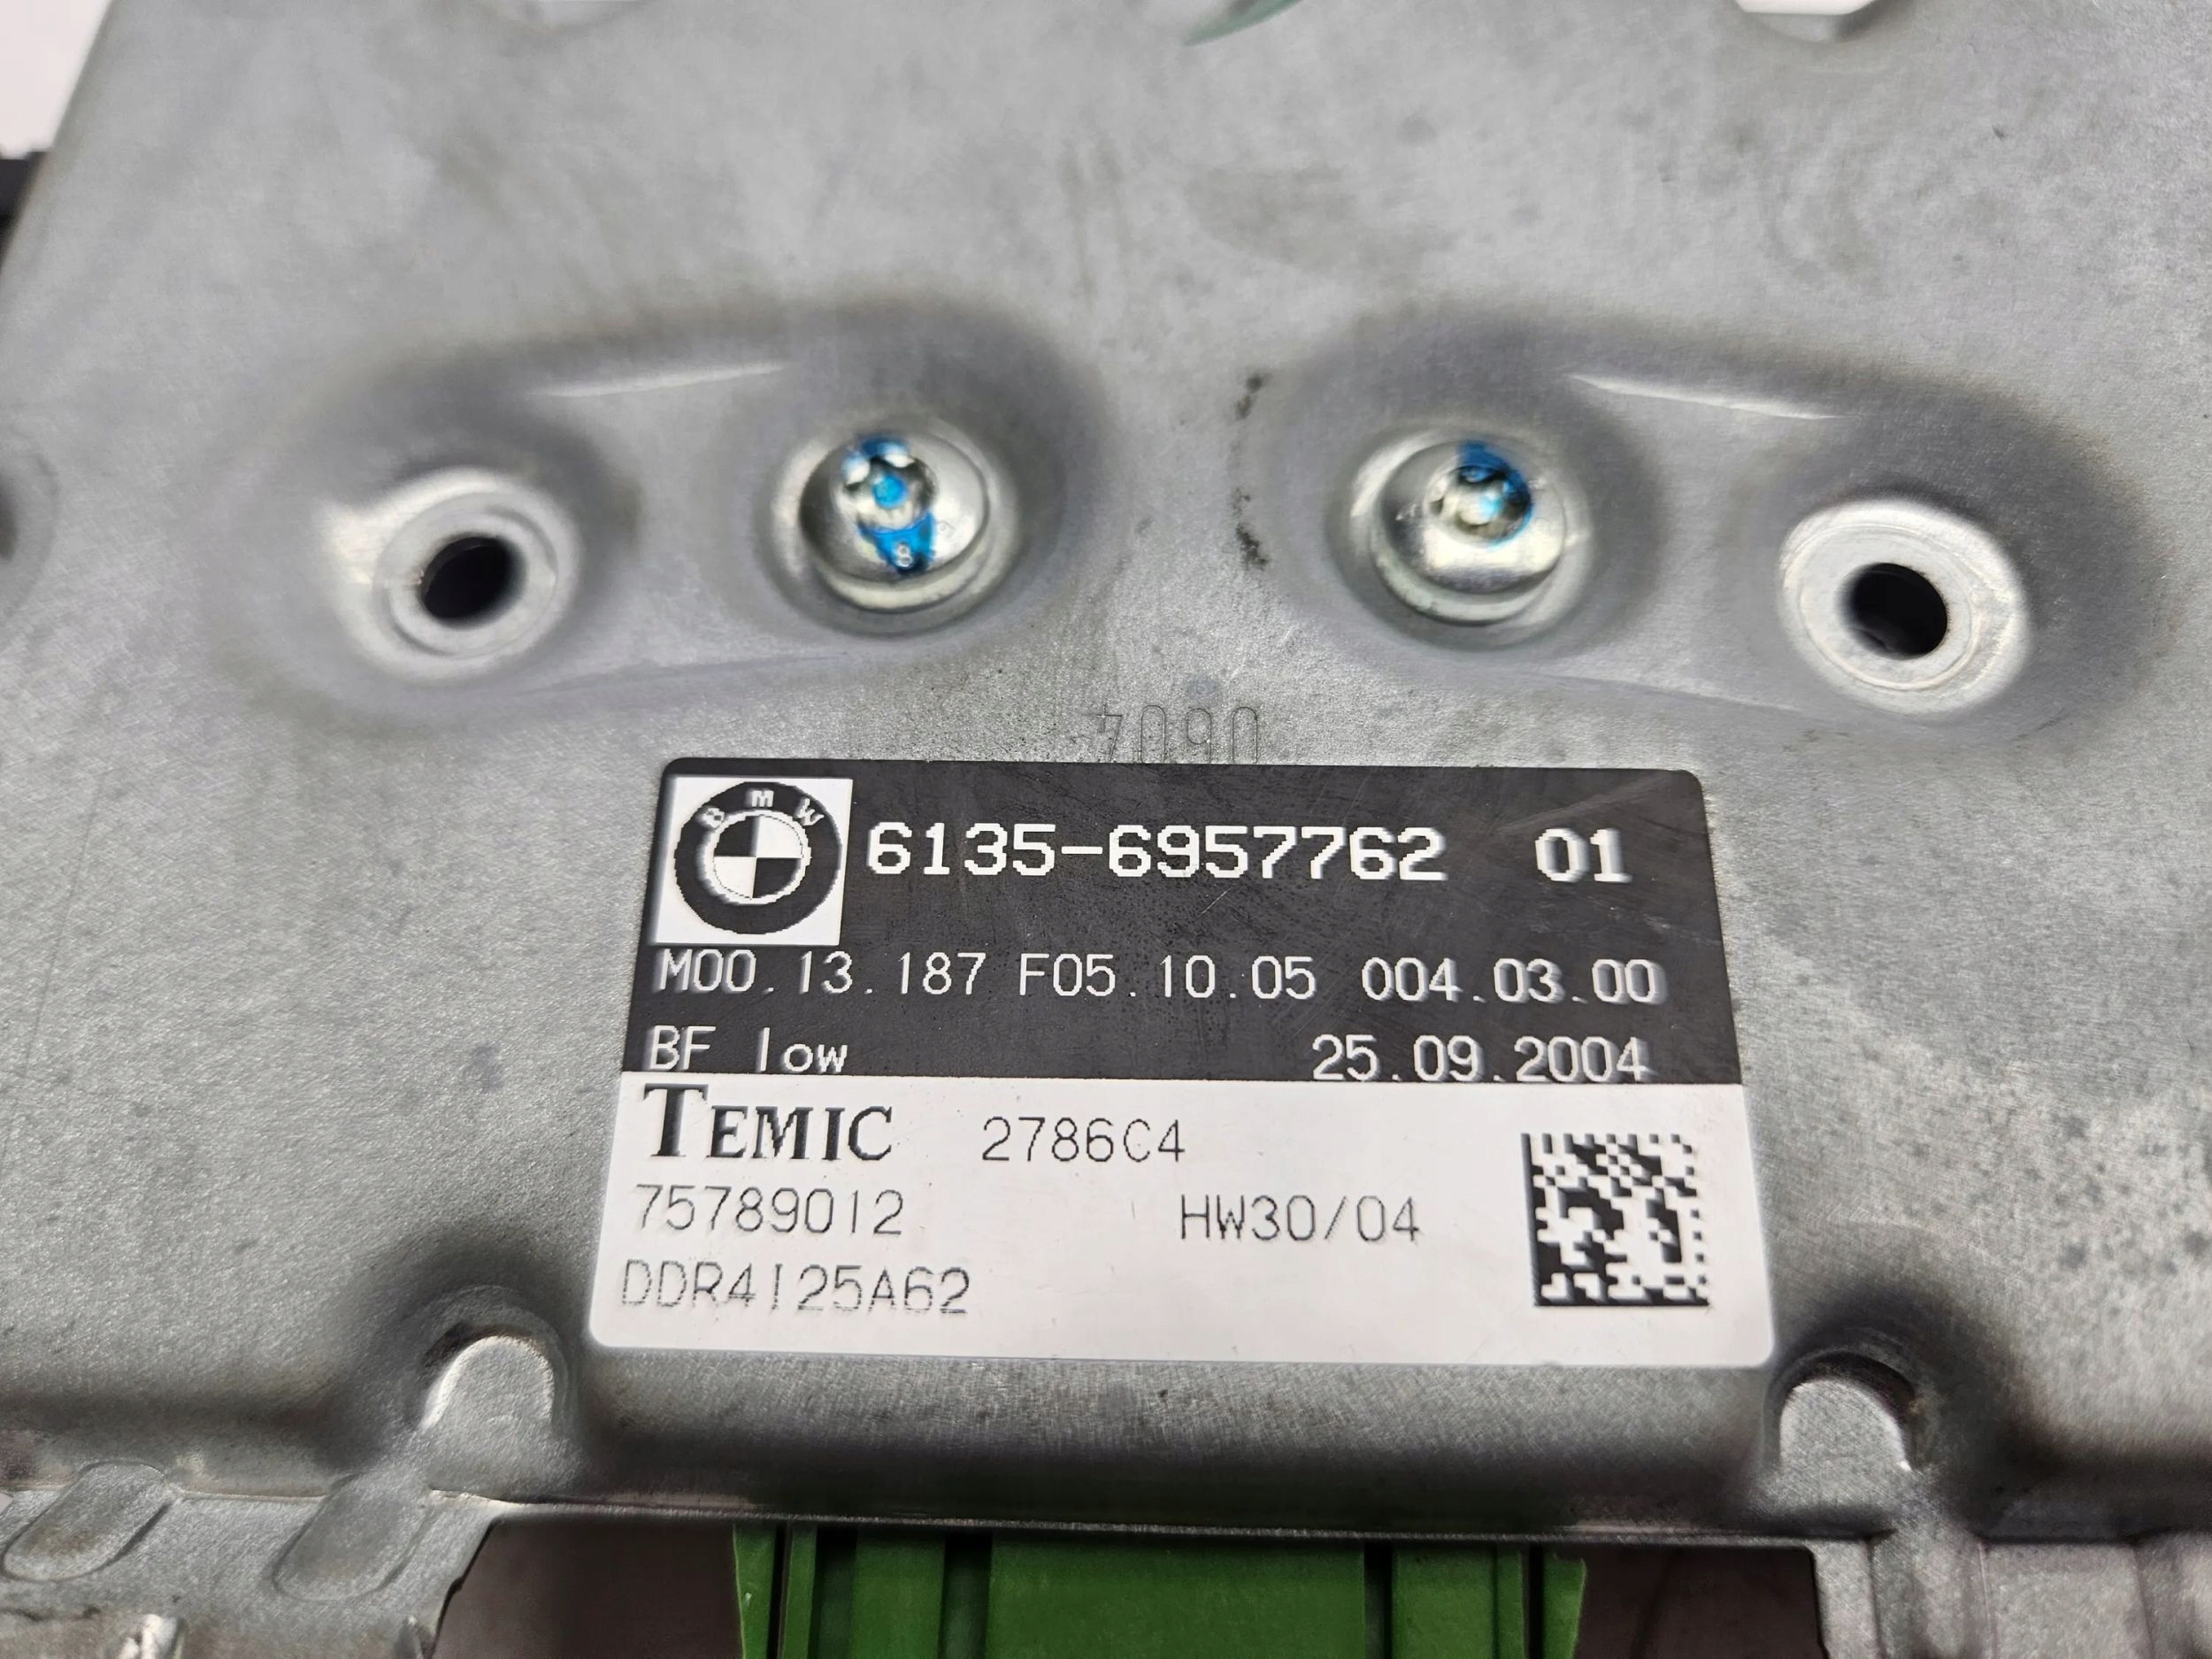 4090
BMW
6135-6957762 01
M00.13.187 F05.10.05 004.03.00
BF low 25.09.2004
TEMIC 2786C4
75789012 HW30/04
DDR4125A62